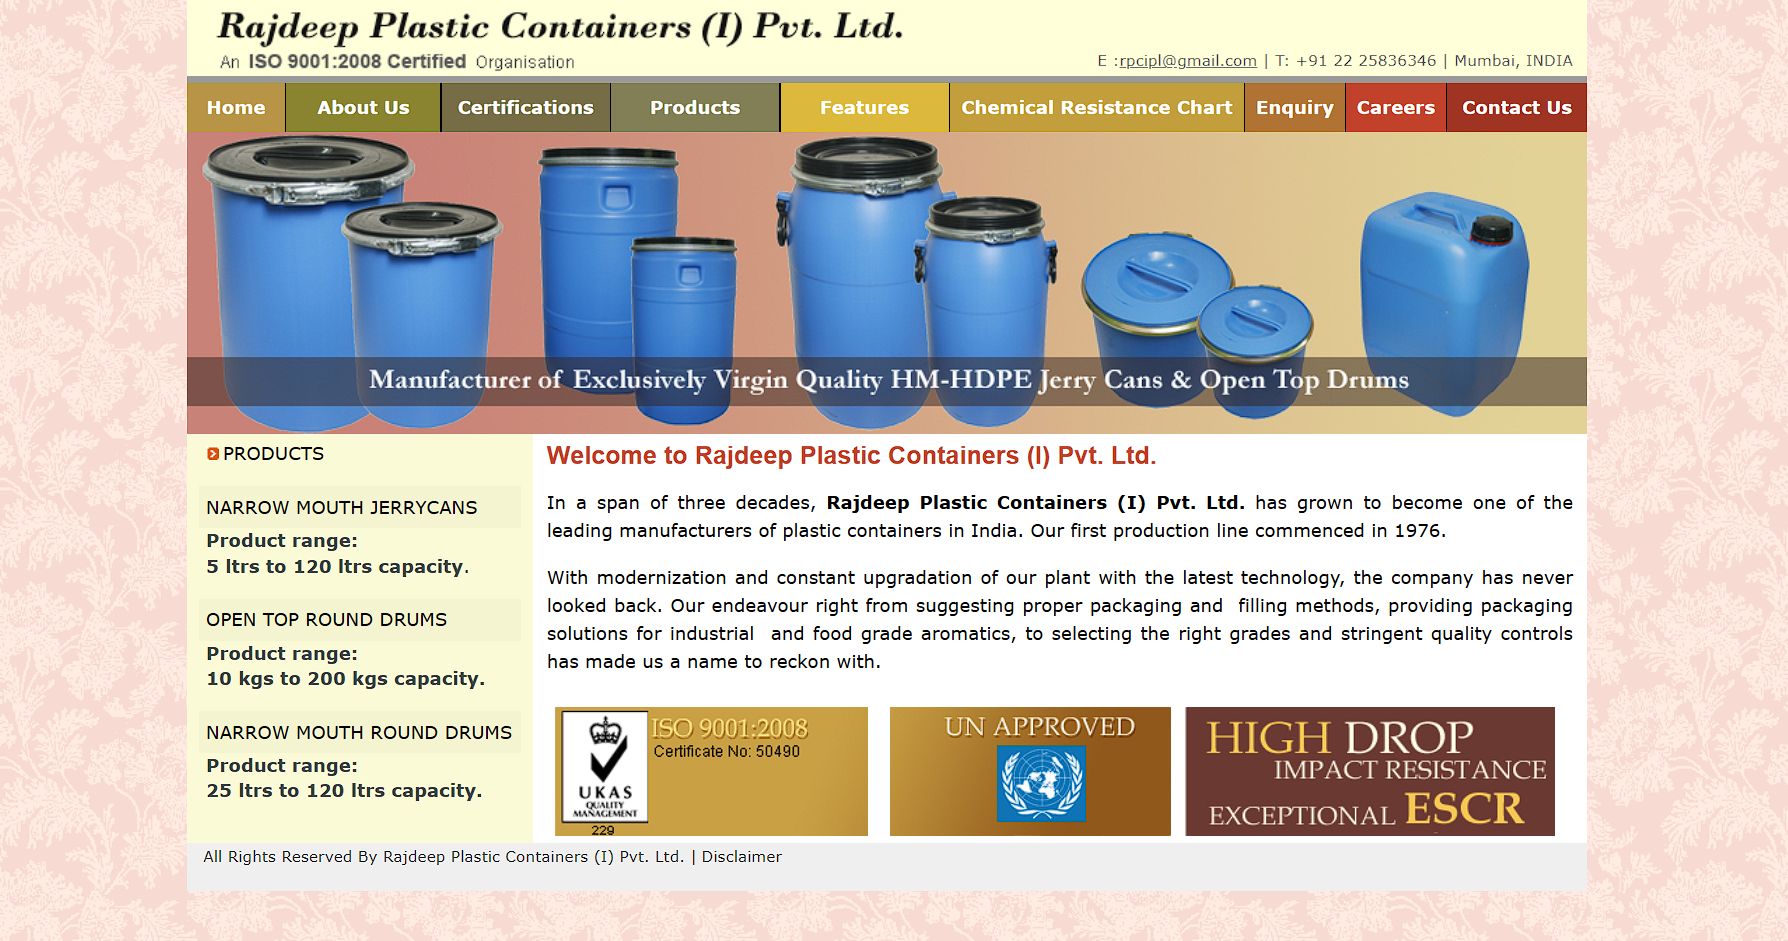 Rajdeep Plastic Containers (I) Pvt. Ltd.
An ISO 9001:2008 Certified Organisation
E :rpcipl@gmail.com | T: +91 22 25836346 | Mumbai, INDIA
Home About Us Certifications Products Features Chemical Resistance Chart Enquiry Careers Contact Us
Manufacturer of Exclusively Virgin Quality HM-HDPE Jerry Cans & Open Top Drums
PRODUCTS
NARROW MOUTH JERRYCANS
Product range:
5 ltrs to 120 ltrs capacity.
OPEN TOP ROUND DRUMS
Product range:
10 kgs to 200 kgs capacity.
NARROW MOUTH ROUND DRUMS
Product range:
25 ltrs to 120 ltrs capacity.
Welcome to Rajdeep Plastic Containers (I) Pvt. Ltd.
In a span of three decades, Rajdeep Plastic Containers (I) Pvt. Ltd. has grown to become one of the
leading manufacturers of plastic containers in India. Our first production line commenced in 1976.
With modernization and constant upgradation of our plant with the latest technology, the company has never
looked back. Our endeavour right from suggesting proper packaging and filling methods, providing packaging
solutions for industrial and food grade aromatics, to selecting the right grades and stringent quality controls
has made us a name to reckon with.
ISO 9001:2008
Certificate No: 50490
UKAS
QUALITY
MANAGEMENT
229
UN APPROVED
HIGH DROP
IMPACT RESISTANCE
EXCEPTIONAL ESCR
All Rights Reserved By Rajdeep Plastic Containers (I) Pvt. Ltd. | Disclaimer